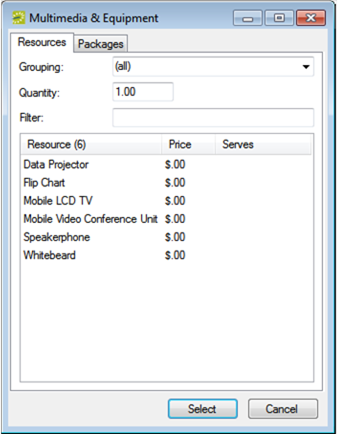 Multimedia & Equipment
Resources Packages
Grouping: (all)
Quantity: 1.00
Filter:
Resource (6) Price Serves
Data Projector $.00
Flip Chart $.00
Mobile LCD TV $.00
Mobile Video Conference Unit $.00
Speakerphone $.00
Whitebeard $.00
Select Cancel